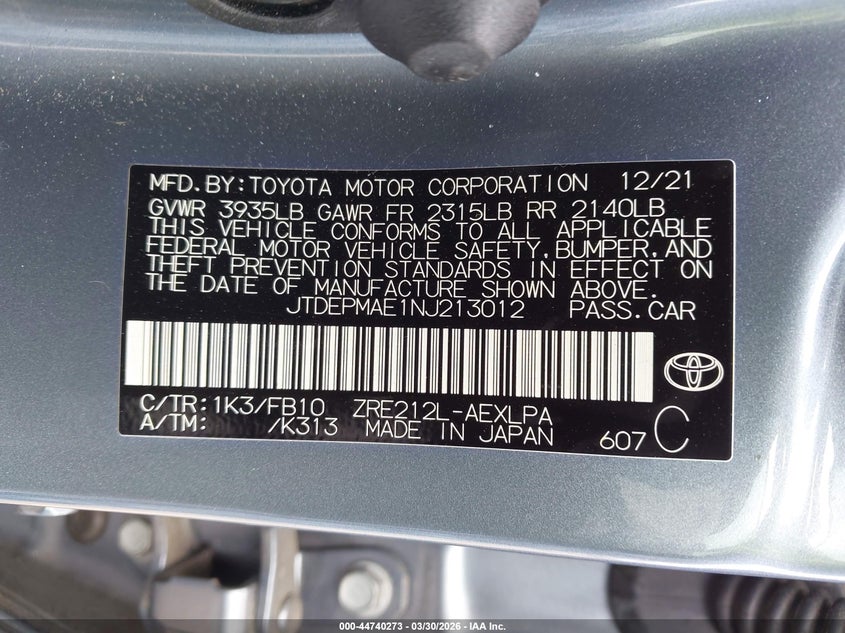 MFD.BY:TOYOTA MOTOR CORPORATION 12/21
GVWR 3935LB GAWR FR 2315LB RR 2140LB
THIS VEHICLE CONFORMS TO ALL APPLICABLE
FEDERAL MOTOR VEHICLE SAFETY,BUMPER,AND
THEFT PREVENTION STANDARDS IN EFFECT ON
THE DATE OF MANUFACTURE SHOWN ABOVE.
JTDEPMAE1NJ213012 PASS.CAR
C/TR:1K3/FB10 ZRE212L-AEXLPA
A/TM: /K313 MADE IN JAPAN 607 C
000-44740273 — 03/30/2026 — IAA Inc.